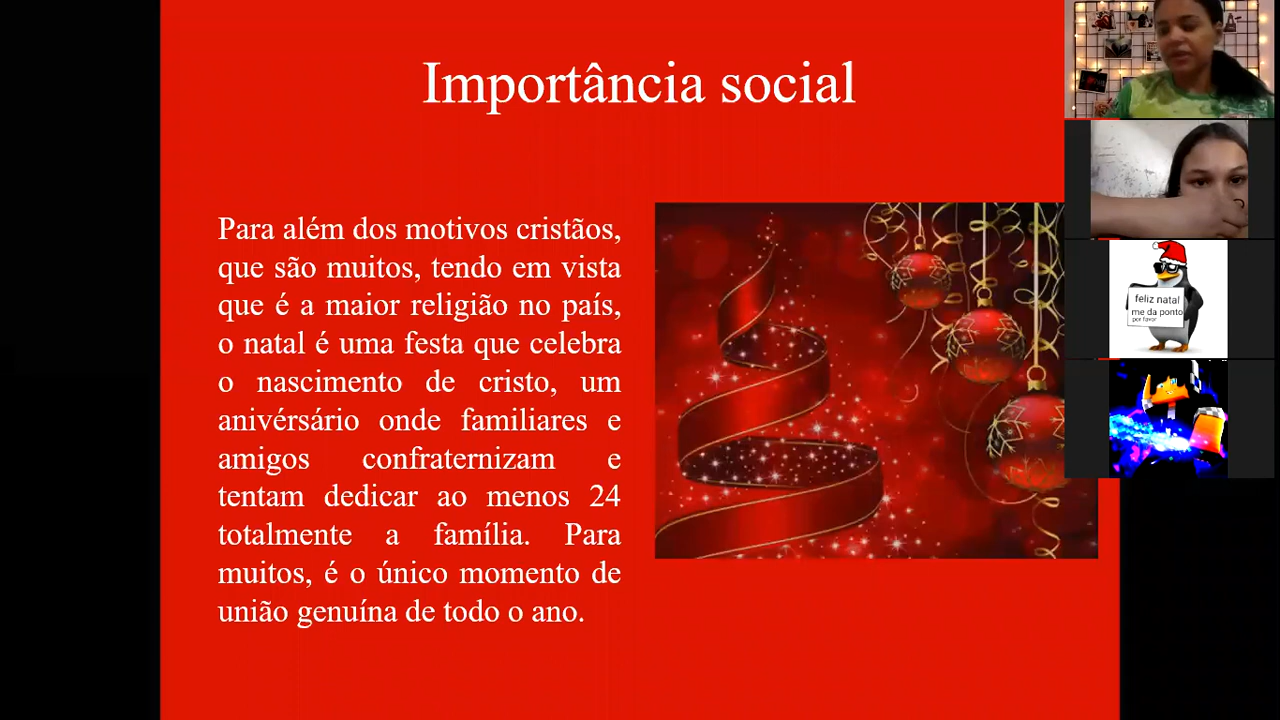 Importância social
Para além dos motivos cristãos,
que são muitos, tendo em vista
que é a maior religião no país,
o natal é uma festa que celebra
o nascimento de cristo, um
anivérsário onde familiares e
amigos confraternizam e
tentam dedicar ao menos 24
totalmente a família. Para
muitos, é o único momento de
união genuína de todo o ano.
feliz natal
me da ponto
por favor